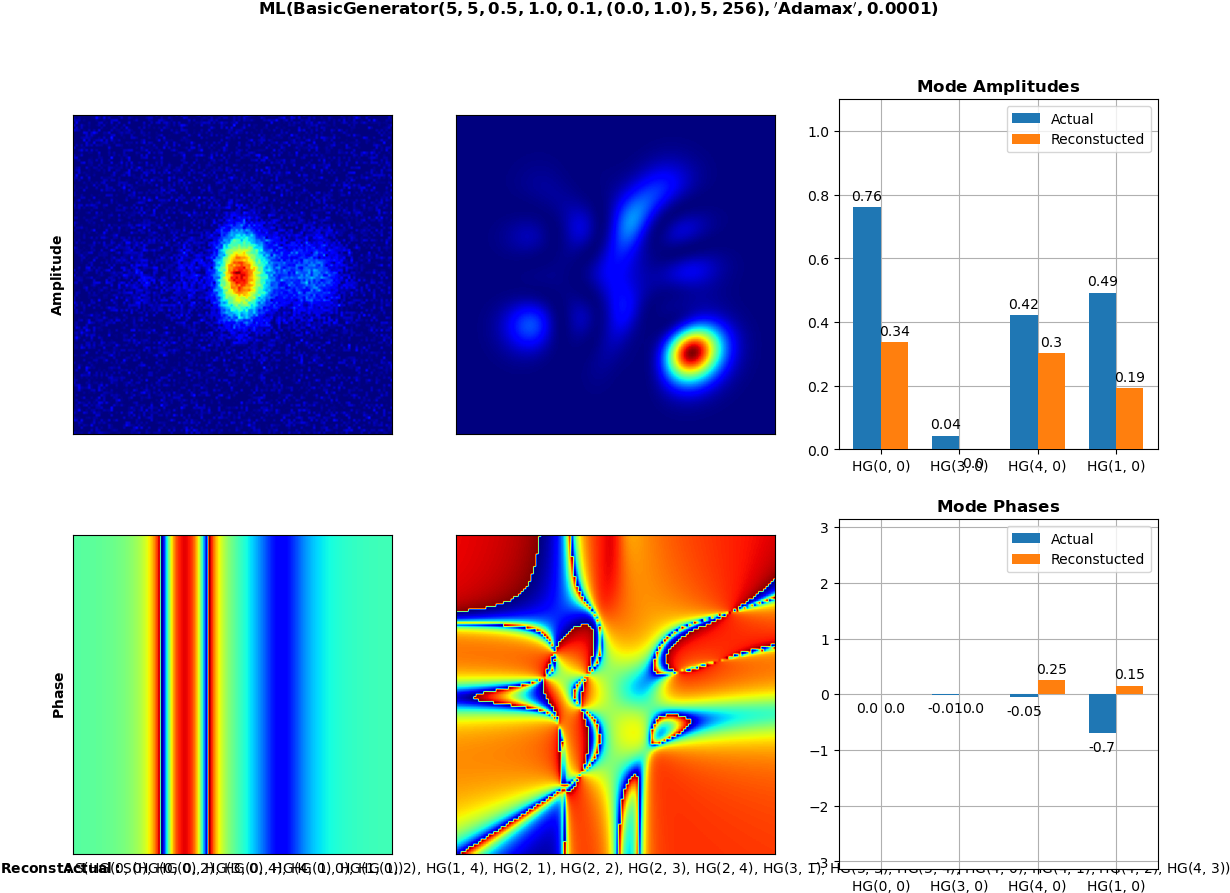 ML(BasicGenerator(5, 5, 0.5, 1.0, 0.1, (0.0, 1.0), 5, 256), 'Adamax', 0.0001)
Mode Amplitudes
Actual
Reconstucted
1.0
0.8
0.6
0.4
0.2
0.0
0.76
0.34
0.04
0.0
0.42
0.3
0.49
0.19
HG(0, 0)
HG(3, 0)
HG(4, 0)
HG(1, 0)
Amplitude
Mode Phases
Actual
Reconstucted
3
2
1
0
−1
−2
−3
0.0
0.0
-0.01
0.0
-0.05
0.25
-0.7
0.15
Phase
HG(1, 4), HG(2, 1), HG(2, 2), HG(2, 3), HG(2, 4), HG(3, 1), HG(4, 3))
HG(0, 0)
HG(3, 0)
HG(4, 0)
HG(1, 0)